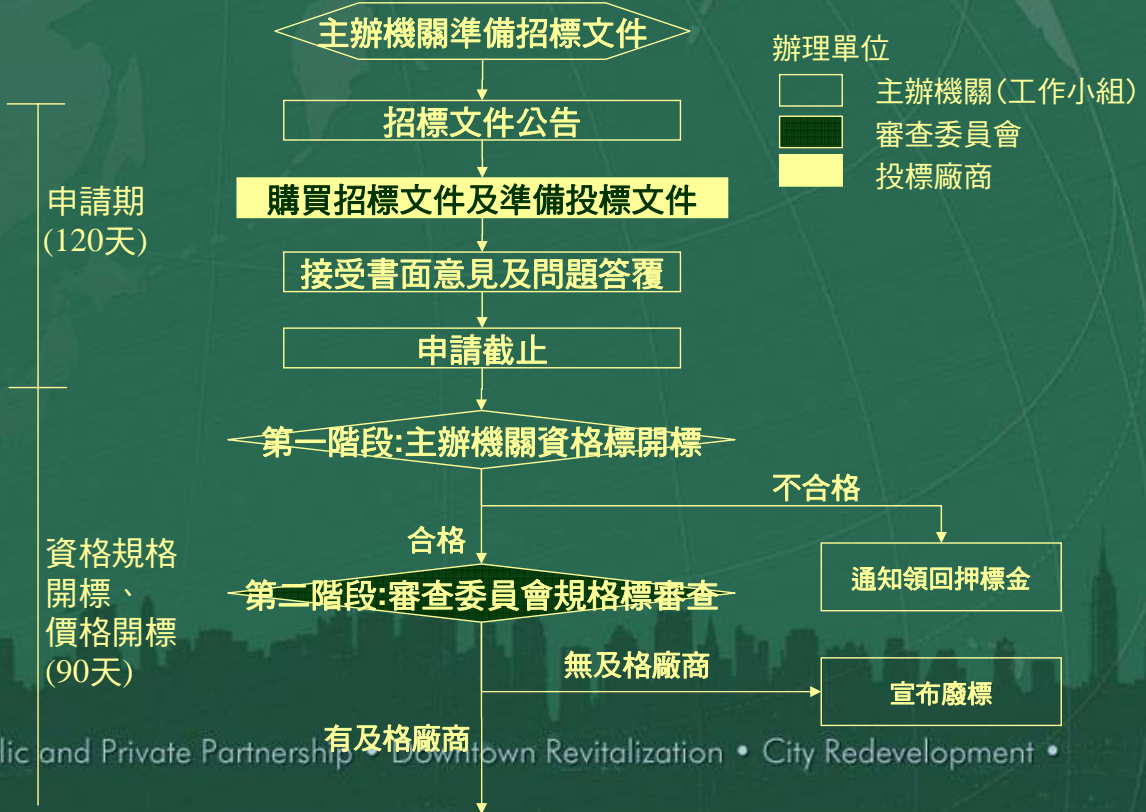 主辦機關準備招標文件
辦理單位
主辦機關(工作小組)
審查委員會
投標廠商
招標文件公告
申請期
(120天)
購買招標文件及準備投標文件
接受書面意見及問題答覆
申請截止
第一階段:主辦機關資格標開標
不合格
合格
資格規格
開標、
價格開標
(90天)
通知領回押標金
第二階段:審查委員會規格標審查
無及格廠商
宣布廢標
有及格廠商
lic and Private Partnership • Downtown Revitalization • City Redevelopment •